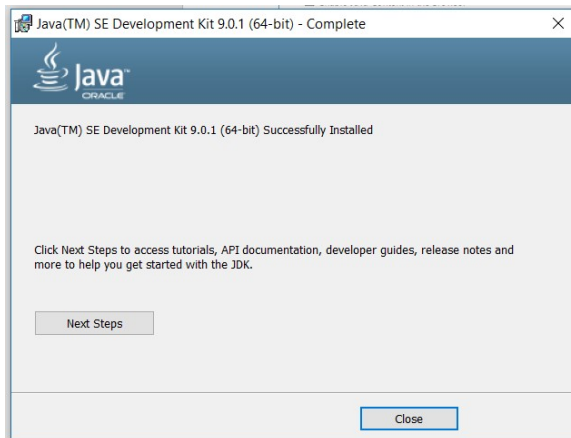 Java(TM) SE Development Kit 9.0.1 (64-bit) - Complete
Java™
ORACLE
Java(TM) SE Development Kit 9.0.1 (64-bit) Successfully Installed
Click Next Steps to access tutorials, API documentation, developer guides, release notes and
more to help you get started with the JDK.
Next Steps
Close